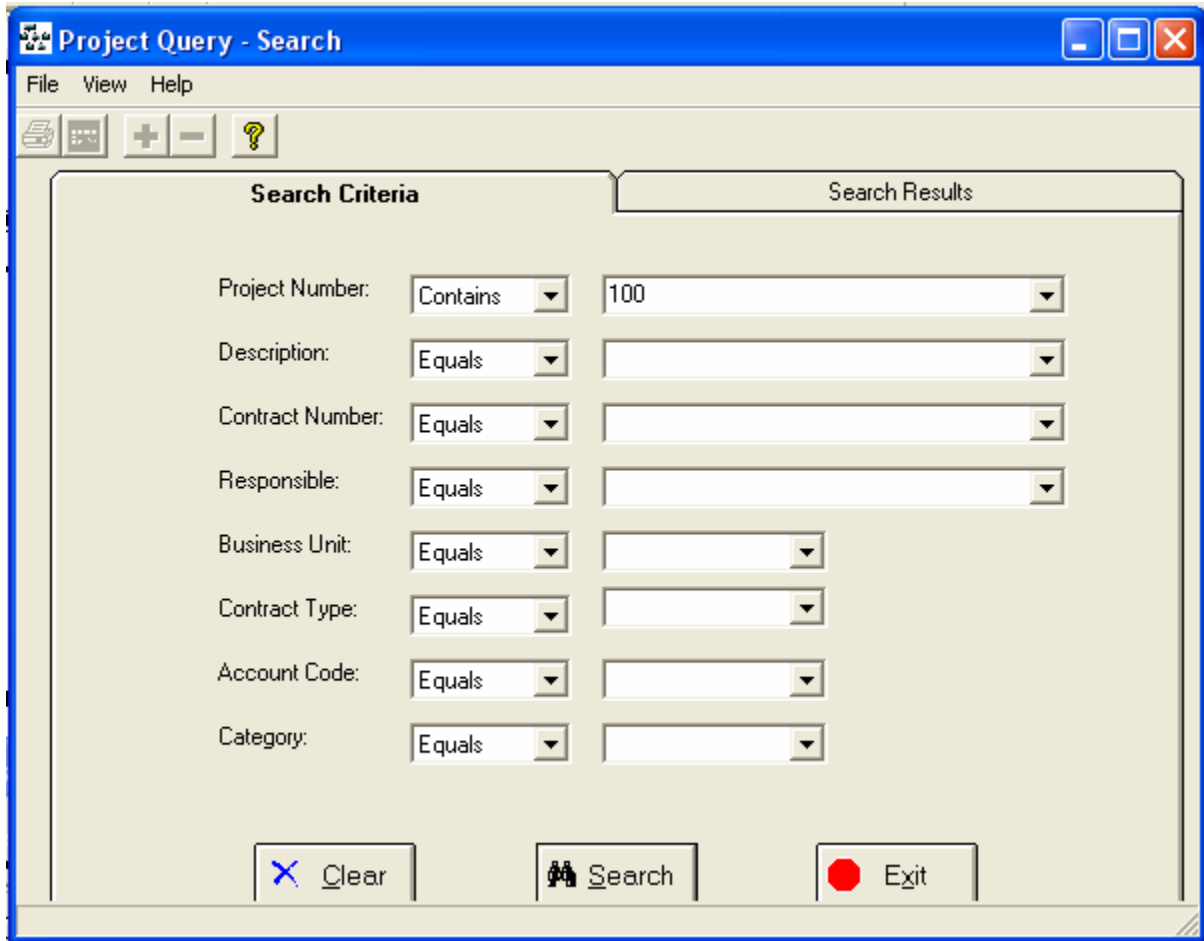 Project Query - Search
File View Help
Search Criteria Search Results
Project Number: Contains 100
Description: Equals
Contract Number: Equals
Responsible: Equals
Business Unit: Equals
Contract Type: Equals
Account Code: Equals
Category: Equals
Clear Search Exit